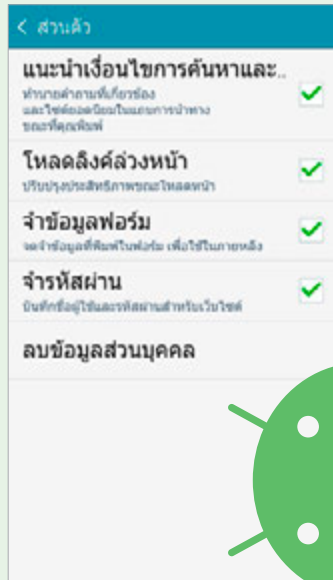 < ส่วนตัว
แนะนำเงื่อนไขการค้นหาและ..
ทำนายคำถามที่เกี่ยวข้อง
และไซต์ยอดนิยมในแถบการนำทาง
ขณะที่คุณพิมพ์
โหลดลิงค์ล่วงหน้า
ปรับปรุงประสิทธิภาพขณะโหลดหน้า
จำข้อมูลฟอร์ม
จดจำข้อมูลที่พิมพ์ในฟอร์ม เพื่อใช้ในภายหลัง
จำรหัสผ่าน
บันทึกชื่อผู้ใช้และรหัสผ่านสำหรับเว็บไซต์
ลบข้อมูลส่วนบุคคล